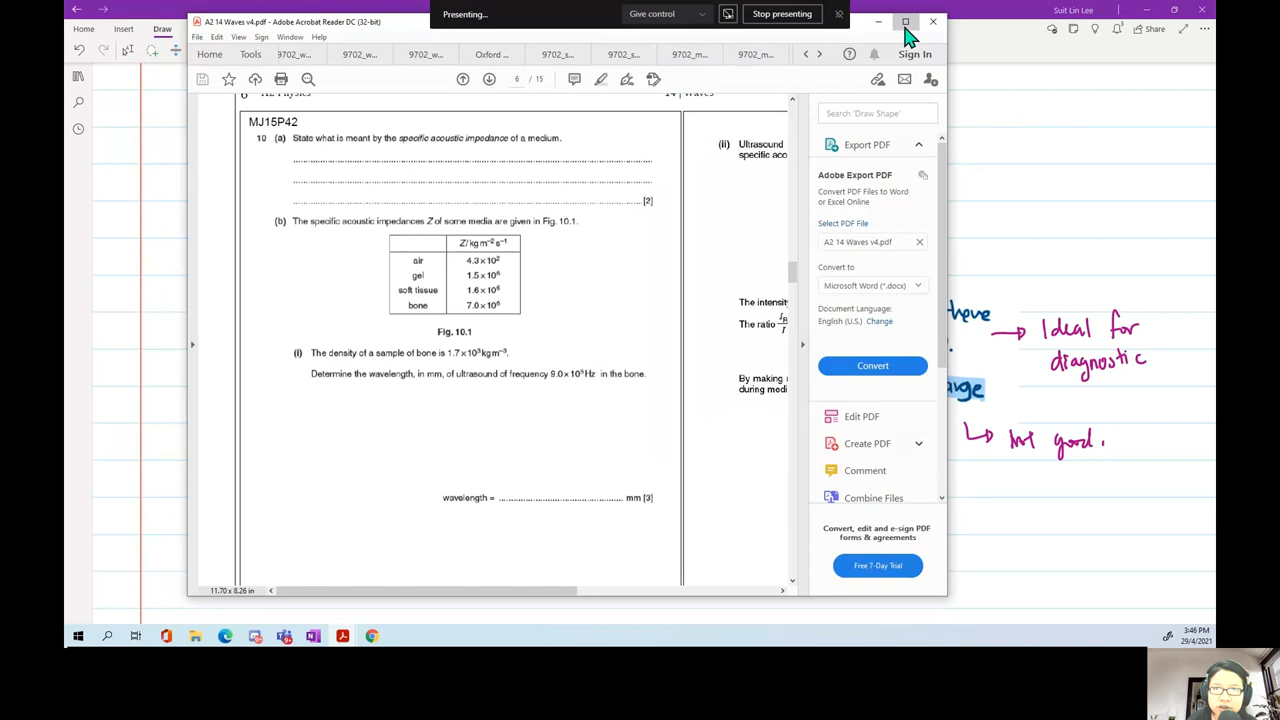 Suit Lin Lee
Presenting...
Give control
Stop presenting
A2 14 Waves v4.pdf - Adobe Acrobat Reader DC (32-bit)
Home
Insert
Draw
Share
File
Edit
View
Sign
Window
Help
Home
Tools
9702_w...
9702_w...
9702_w...
Oxford ...
9702_s...
9702_s...
9702_m...
9702_m...
Sign In
6 / 15
MJ15P42
10 (a) State what is meant by the specific acoustic impedance of a medium.
[2]
(b) The specific acoustic impedances Z of some media are given in Fig. 10.1.
Z/kg m⁻² s⁻¹
air 4.3 × 10²
gel 1.5 × 10⁶
soft tissue 1.6 × 10⁶
bone 7.0 × 10⁶
Fig. 10.1
(i) The density of a sample of bone is 1.7 × 10³ kg m⁻³.
Determine the wavelength, in mm, of ultrasound of frequency 9.0 × 10⁵ Hz in the bone.
wavelength = ................................................ mm [3]
(ii) Ultrasound
specific aco
The intensity
The ratio
By making
during medi
11.70 x 8.26 in
Search 'Draw Shape'
Export PDF
Adobe Export PDF
Convert PDF Files to Word
or Excel Online
Select PDF File
A2 14 Waves v4.pdf
Convert to
Microsoft Word (*.docx)
Document Language:
English (U.S.) Change
Convert
Edit PDF
Create PDF
Comment
Combine Files
Convert, edit and e-sign PDF
forms & agreements
Free 7-Day Trial
Ideal for
diagnostic
not good.
3:46 PM
29/4/2021